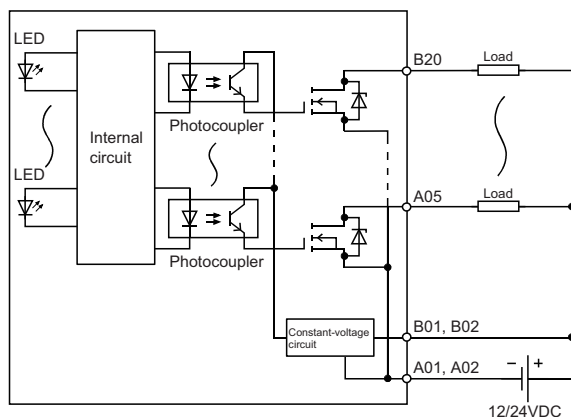 LED
B20
Load
Photocoupler
Internal
circuit
LED
A05
Load
Photocoupler
Constant-voltage
circuit
B01, B02
A01, A02
− +
12/24VDC